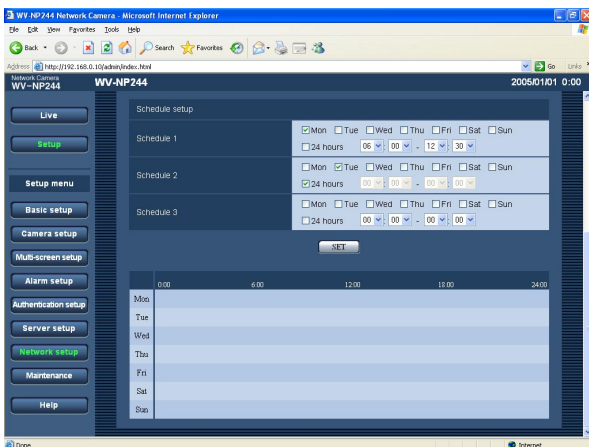 WV-NP244 Network Camera - Microsoft Internet Explorer
File Edit View Favorites Tools Help
Back Search Favorites
Address http://192.168.0.10/admin/index.html Go Links
Network Camera
WV-NP244 WV-NP244 2005/01/01 0:00
Live
Setup
Setup menu
Basic setup
Camera setup
Multi-screen setup
Alarm setup
Authentication setup
Server setup
Network setup
Maintenance
Help
Schedule setup
Schedule 1
Mon Tue Wed Thu Fri Sat Sun
24 hours 06 : 00 - 12 : 30
Schedule 2
Mon Tue Wed Thu Fri Sat Sun
24 hours 00 : 00 - 00 : 00
Schedule 3
Mon Tue Wed Thu Fri Sat Sun
24 hours 00 : 00 - 00 : 00
SET
0:00 6:00 12:00 18:00 24:00
Mon
Tue
Wed
Thu
Fri
Sat
Sun
Done Internet